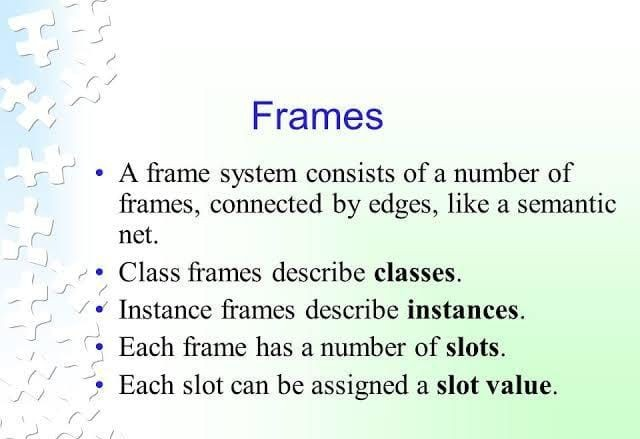 Frames
• A frame system consists of a number of
frames, connected by edges, like a semantic
net.
• Class frames describe classes.
• Instance frames describe instances.
• Each frame has a number of slots.
• Each slot can be assigned a slot value.